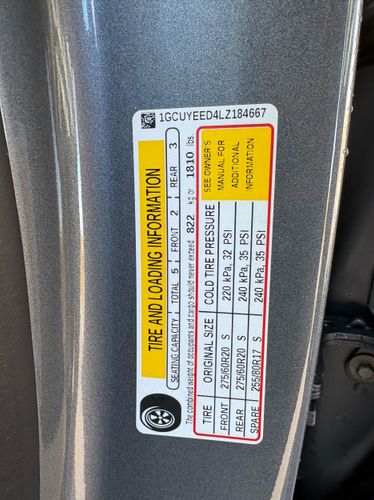 1GCUYEED4LZ184667
TIRE AND LOADING INFORMATION
SEATING CAPACITY TOTAL 5 FRONT 2 REAR 3
The combined weight of occupants and cargo should never exceed 822 kg or 1810 lbs.
TIRE ORIGINAL SIZE COLD TIRE PRESSURE
FRONT 275/60R20 S 220 kPa, 32 PSI
REAR 275/60R20 S 240 kPa, 35 PSI
SPARE 255/80R17 S 240 kPa, 35 PSI
SEE OWNER'S
MANUAL FOR
ADDITIONAL
INFORMATION